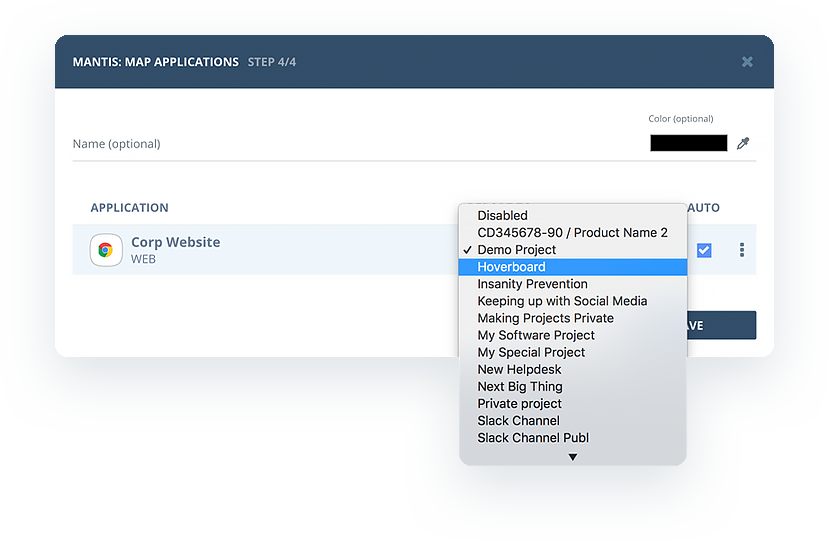 MANTIS: MAP APPLICATIONS STEP 4/4
Color (optional)
Name (optional)
APPLICATION
AUTO
Corp Website
WEB
Disabled
CD345678-90 / Product Name 2
Demo Project
Hoverboard
Insanity Prevention
Keeping up with Social Media
Making Projects Private
My Software Project
My Special Project
New Helpdesk
Next Big Thing
Private project
Slack Channel
Slack Channel Publ